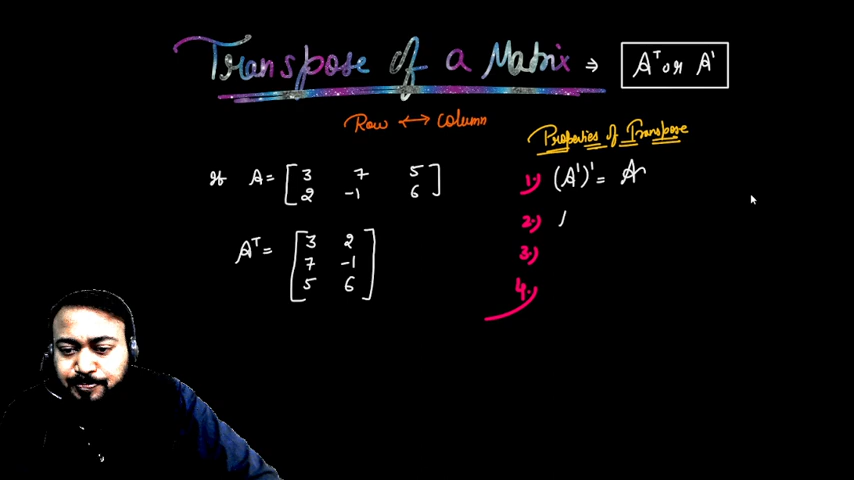 Transpose of a Matrix ⇒ Aᵀ or A'
Row ↔ column
Properties of Transpose
If A = [ 3 7 5
2 -1 6 ]
Aᵀ = [ 3 2
7 -1
5 6 ]
1.) (A')' = A
2.)
3.)
4.)